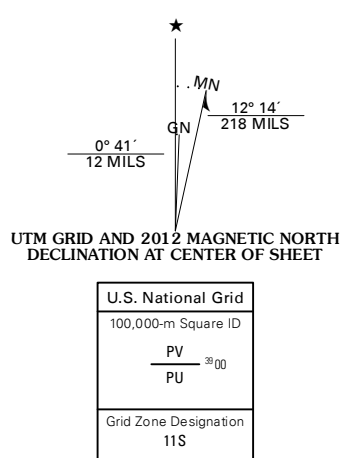 ★
MN
GN
12° 14´
218 MILS
0° 41´
12 MILS
UTM GRID AND 2012 MAGNETIC NORTH
DECLINATION AT CENTER OF SHEET
U.S. National Grid
100,000-m Square ID
PV
3900
PU
Grid Zone Designation
11S